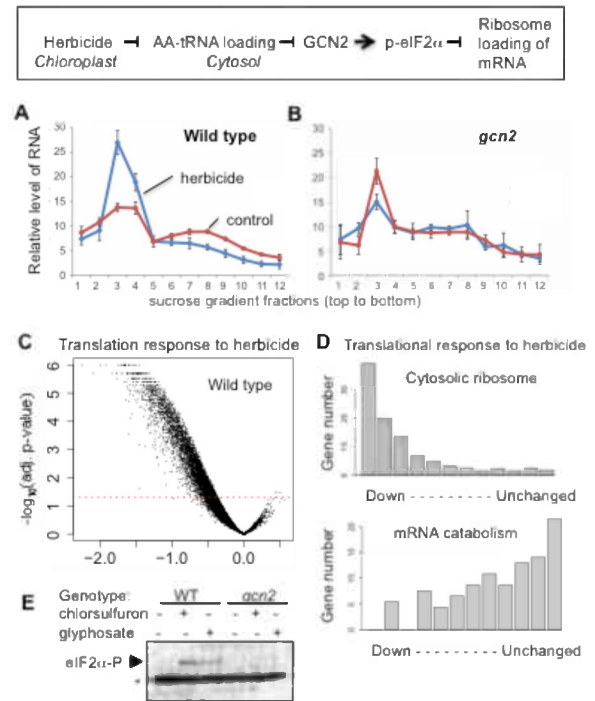 Herbicide ⊣ AA-tRNA loading ⊣ GCN2 → p-eIF2α ⊣ Ribosome loading of mRNA
Chloroplast Cytosol
A Wild type
Relative level of RNA
30
25
20
15
10
5
0
herbicide
control
1 2 3 4 5 6 7 8 9 10 11 12
B gcn2
30
25
20
15
10
5
0
1 2 3 4 5 6 7 8 9 10 11 12
sucrose gradient fractions (top to bottom)
C Translation response to herbicide
Wild type
-log10(adj. p-value)
6
5
4
3
2
1
0
-2.0 -1.0 0.0
D Translational response to herbicide
Cytosolic ribosome
Gene number
Down - - - - - - - - Unchanged
mRNA catabolism
Gene number
Down - - - - - - - - Unchanged
E Genotype: WT gcn2
chlorsulfuron - + - - + -
glyphosate - - + - - +
eIF2α-P
*